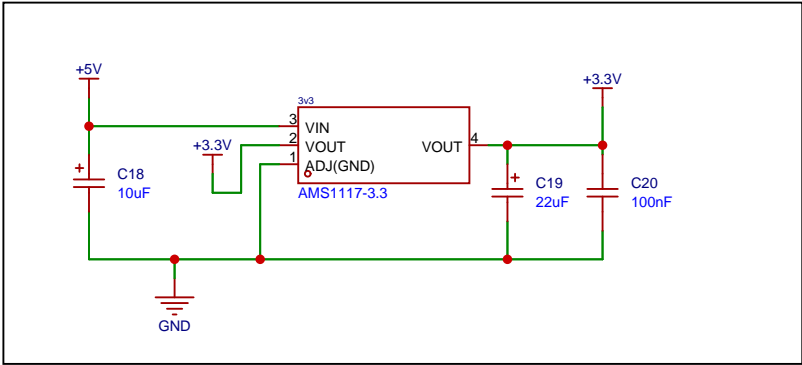 +5V
3v3
+3.3V
+3.3V
3 VIN
2 VOUT
1 ADJ(GND)
VOUT 4
AMS1117-3.3
+ C18
10uF
+ C19
22uF
C20
100nF
GND